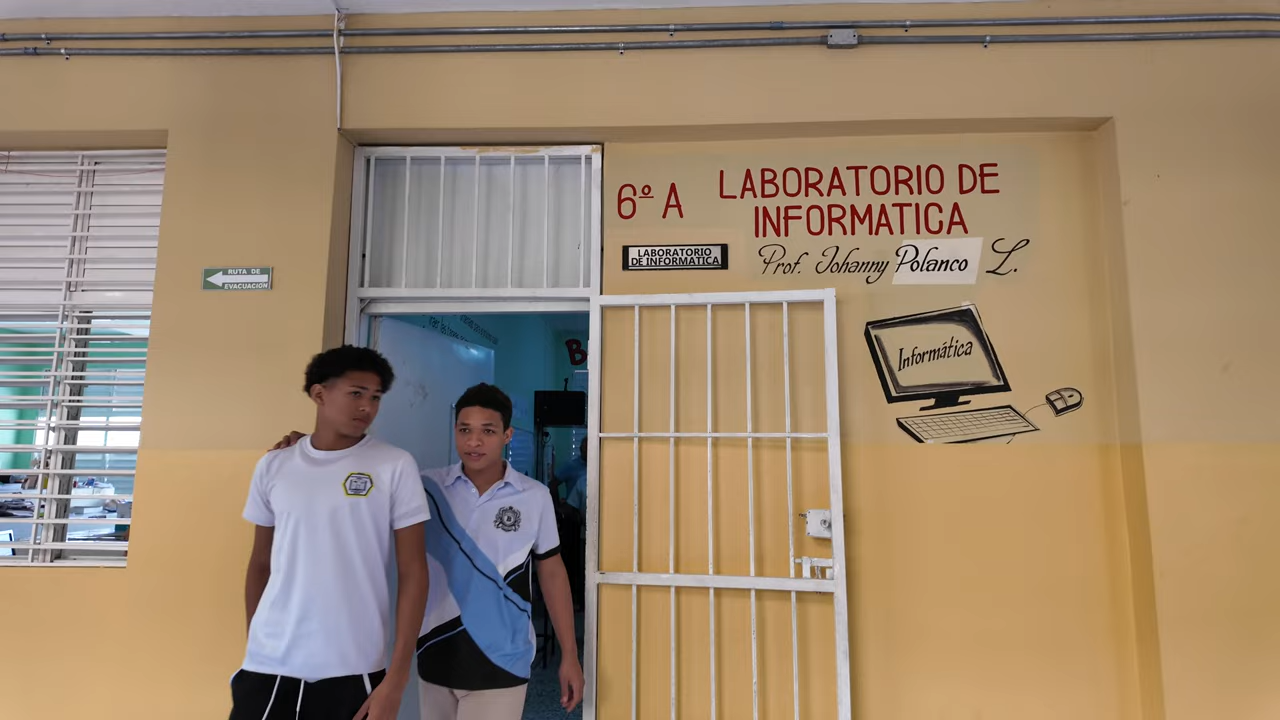 6º A
LABORATORIO DE
INFORMATICA
LABORATORIO
DE INFORMATICA
Prof. Johanny Polanco L.
RUTA DE
EVACUACIÓN
Informática